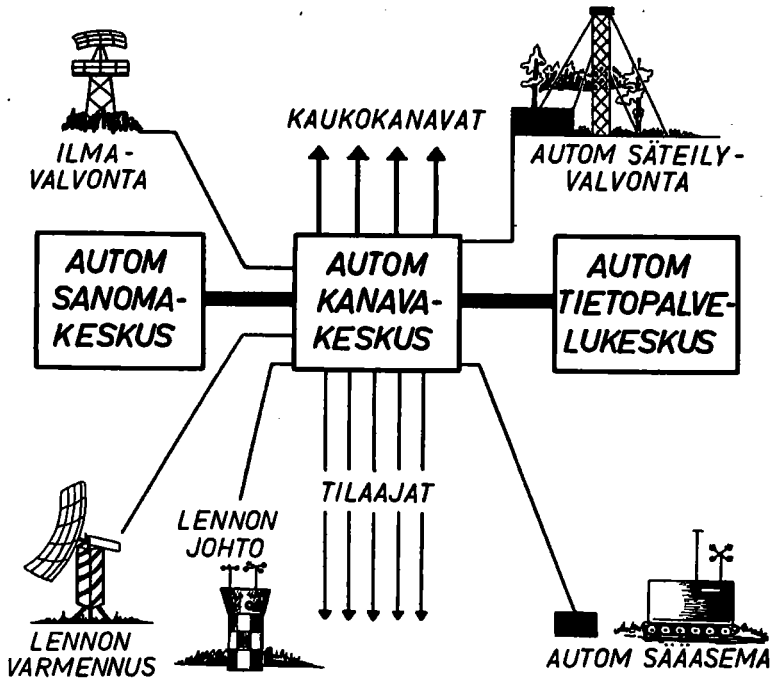 ILMA-
VALVONTA
KAUKOKANAVAT
AUTOM SÄTEILY-
VALVONTA
AUTOM
SANOMA-
KESKUS
AUTOM
KANAVA-
KESKUS
AUTOM
TIETOPALVE-
LUKESKUS
TILAAJAT
LENNON
JOHTO
LENNON
VARMENNUS
AUTOM SÄÄASEMA